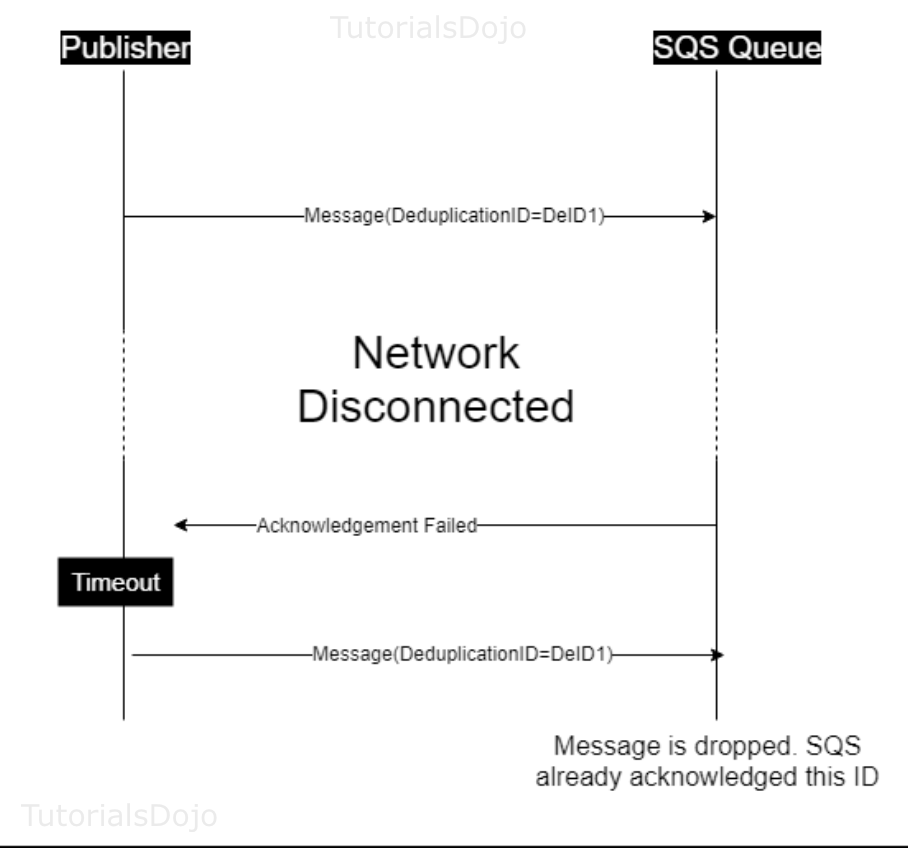 TutorialsDojo
Publisher
SQS Queue
Message(DeduplicationID=DeID1)
Network
Disconnected
Acknowledgement Failed
Timeout
Message(DeduplicationID=DeID1)
Message is dropped. SQS
already acknowledged this ID
TutorialsDojo